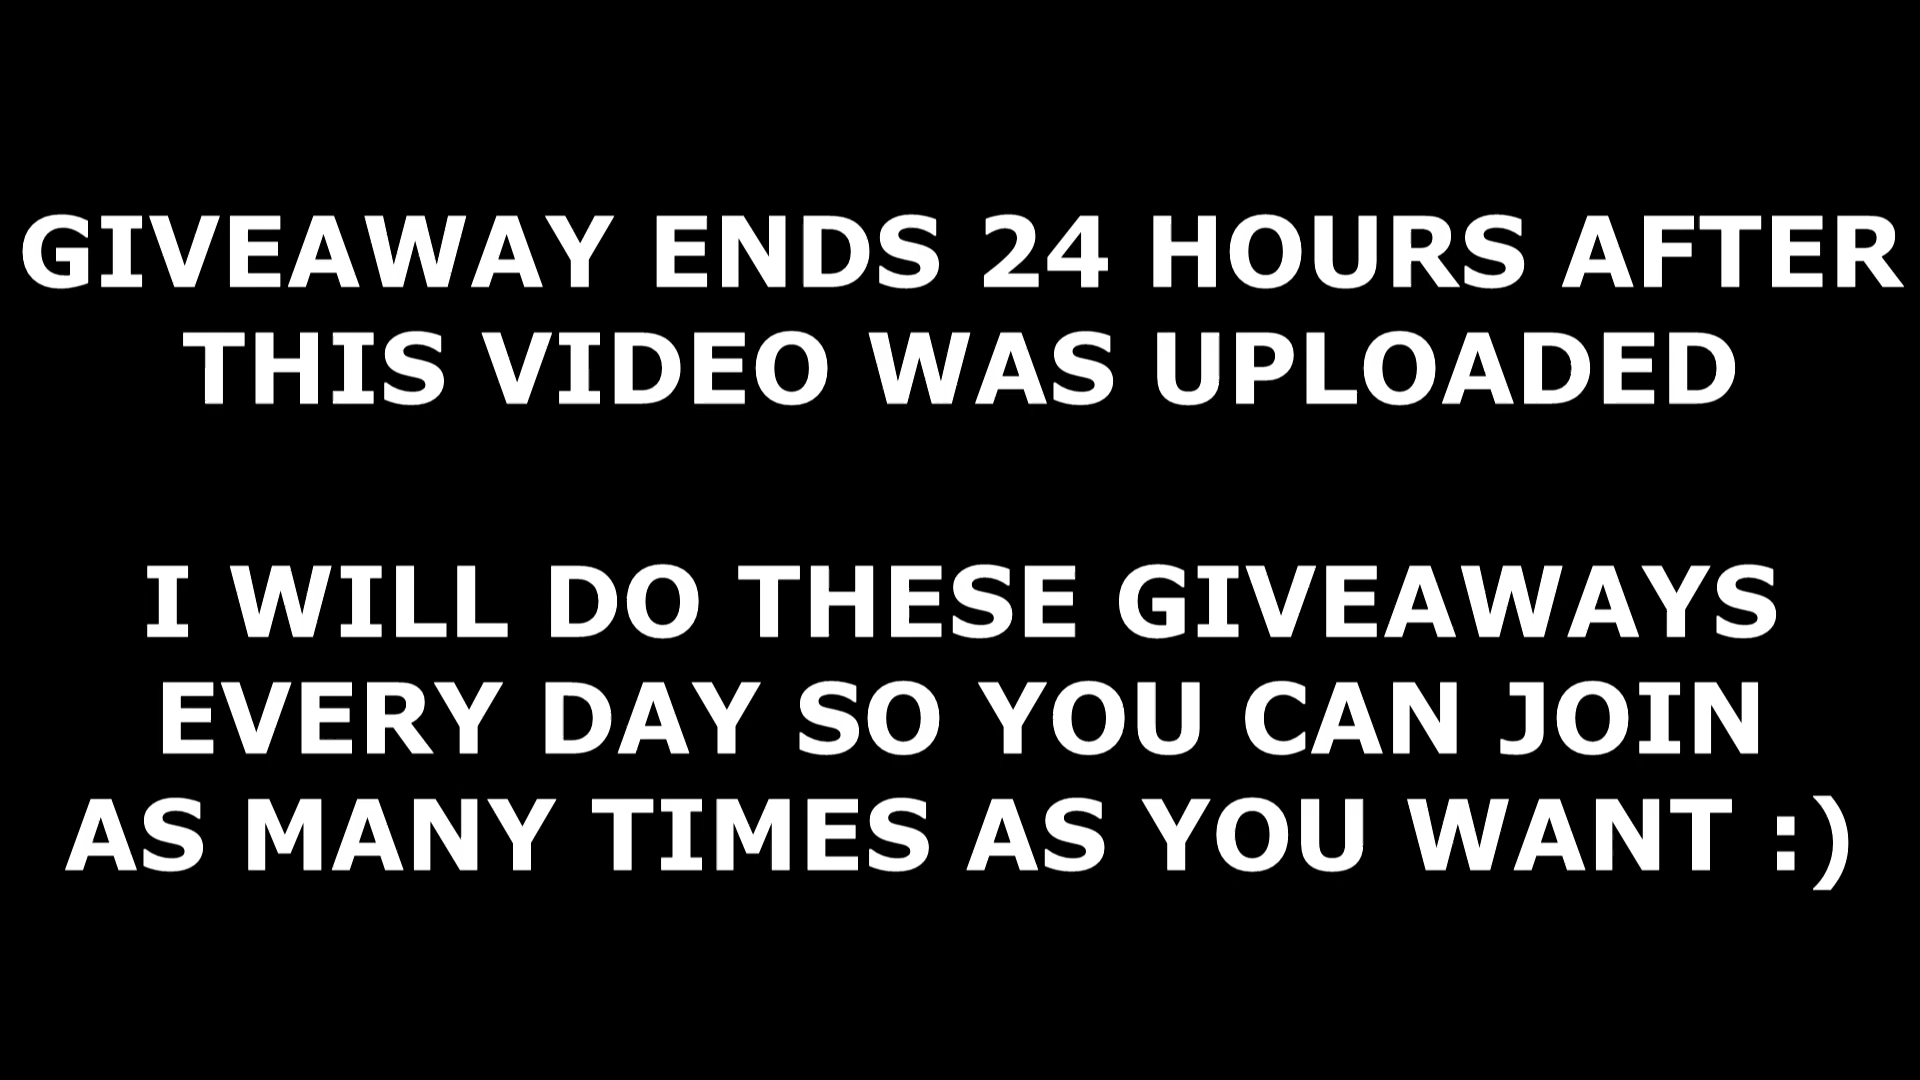 GIVEAWAY ENDS 24 HOURS AFTER
THIS VIDEO WAS UPLOADED
I WILL DO THESE GIVEAWAYS
EVERY DAY SO YOU CAN JOIN
AS MANY TIMES AS YOU WANT :)